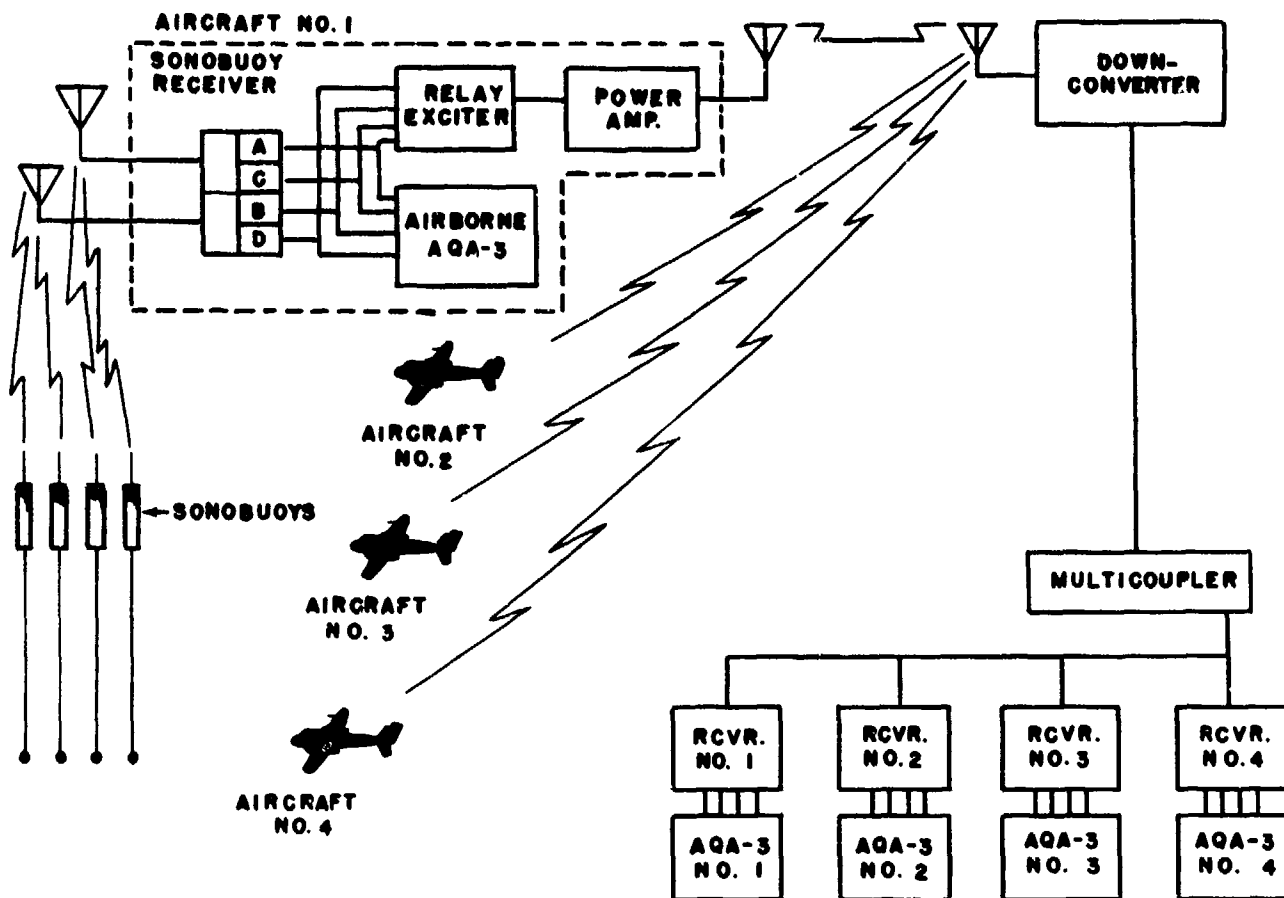 AIRCRAFT NO. 1
SONOBUOY
RECEIVER
A
C
B
D
RELAY
EXCITER
POWER
AMP.
AIRBORNE
AQA-3
DOWN-
CONVERTER
AIRCRAFT
NO. 2
SONOBUOYS
AIRCRAFT
NO. 3
AIRCRAFT
NO. 4
MULTICOUPLER
RCVR.
NO. 1
RCVR.
NO. 2
RCVR.
NO. 3
RCVR.
NO. 4
AQA-3
NO. 1
AQA-3
NO. 2
AQA-3
NO. 3
AQA-3
NO. 4